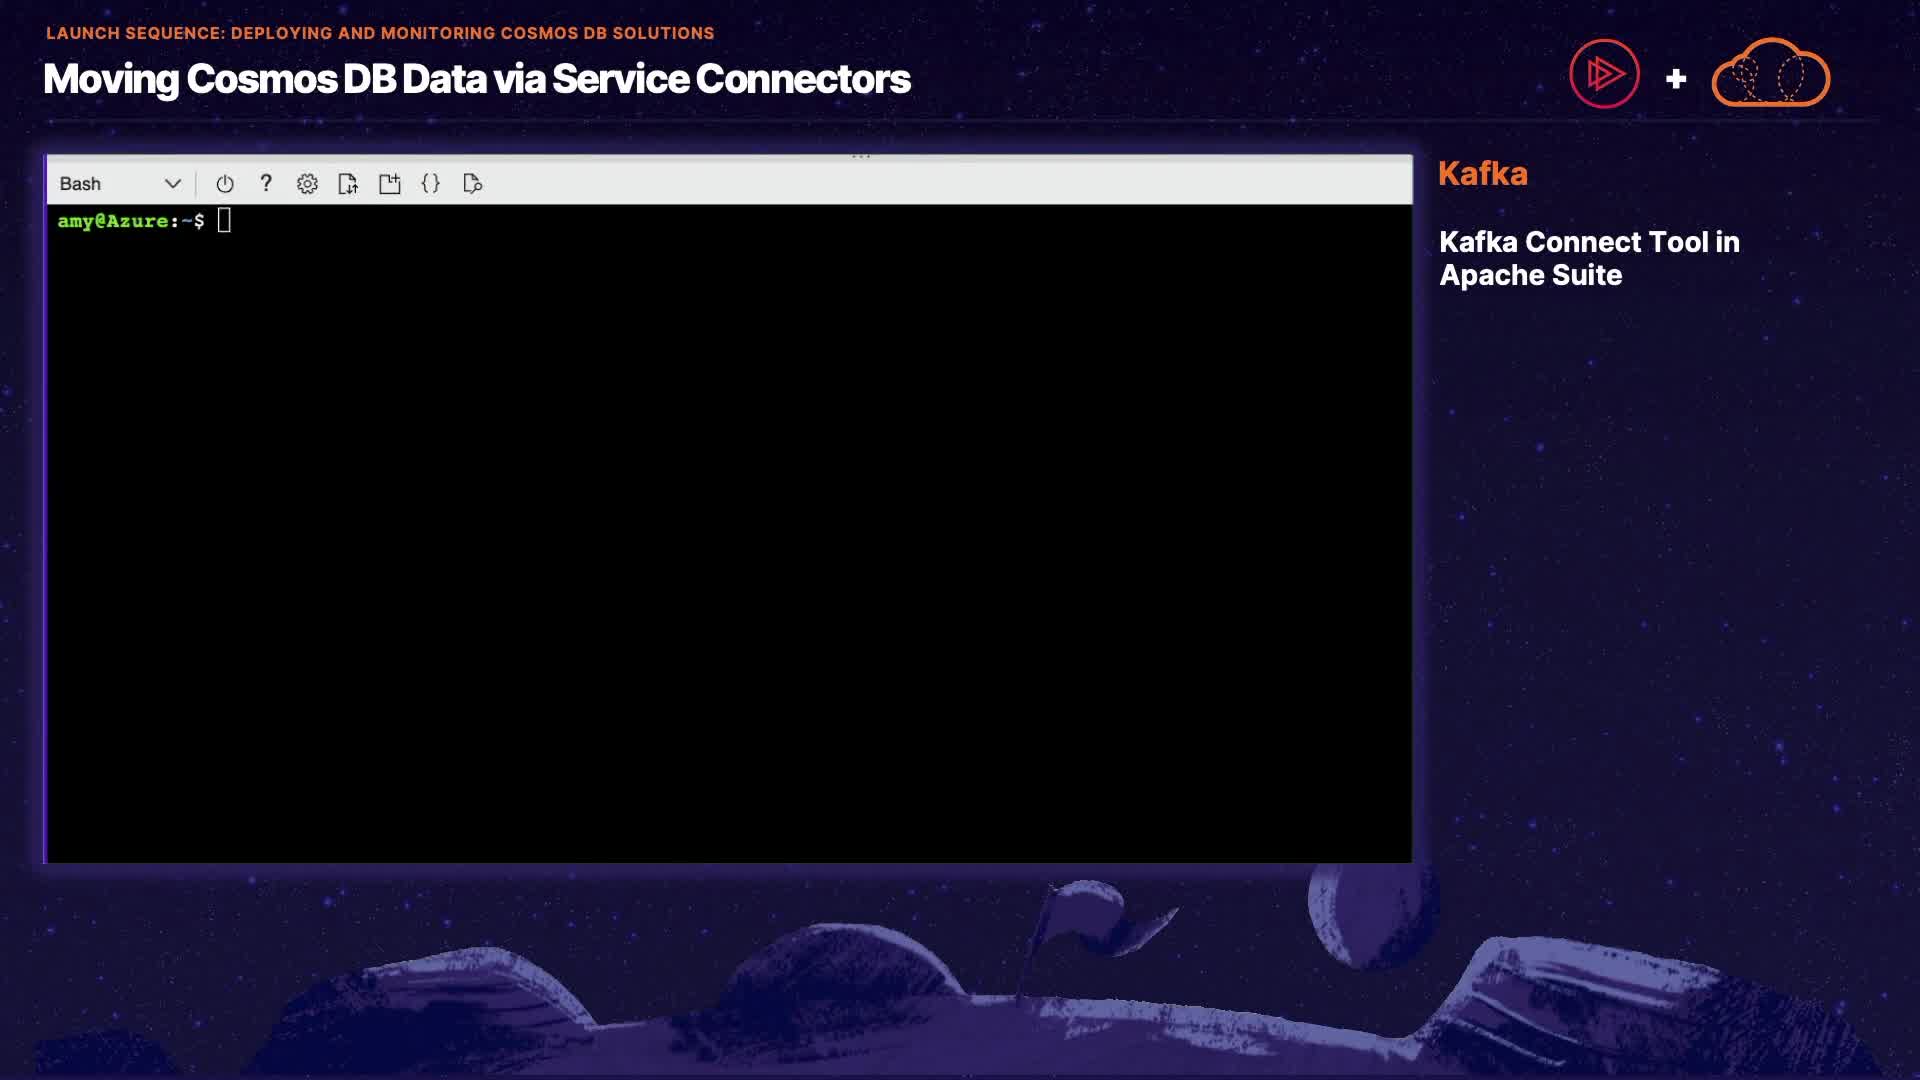 LAUNCH SEQUENCE: DEPLOYING AND MONITORING COSMOS DB SOLUTIONS
Moving Cosmos DB Data via Service Connectors
Bash
amy@Azure:~$
Kafka
Kafka Connect Tool in
Apache Suite